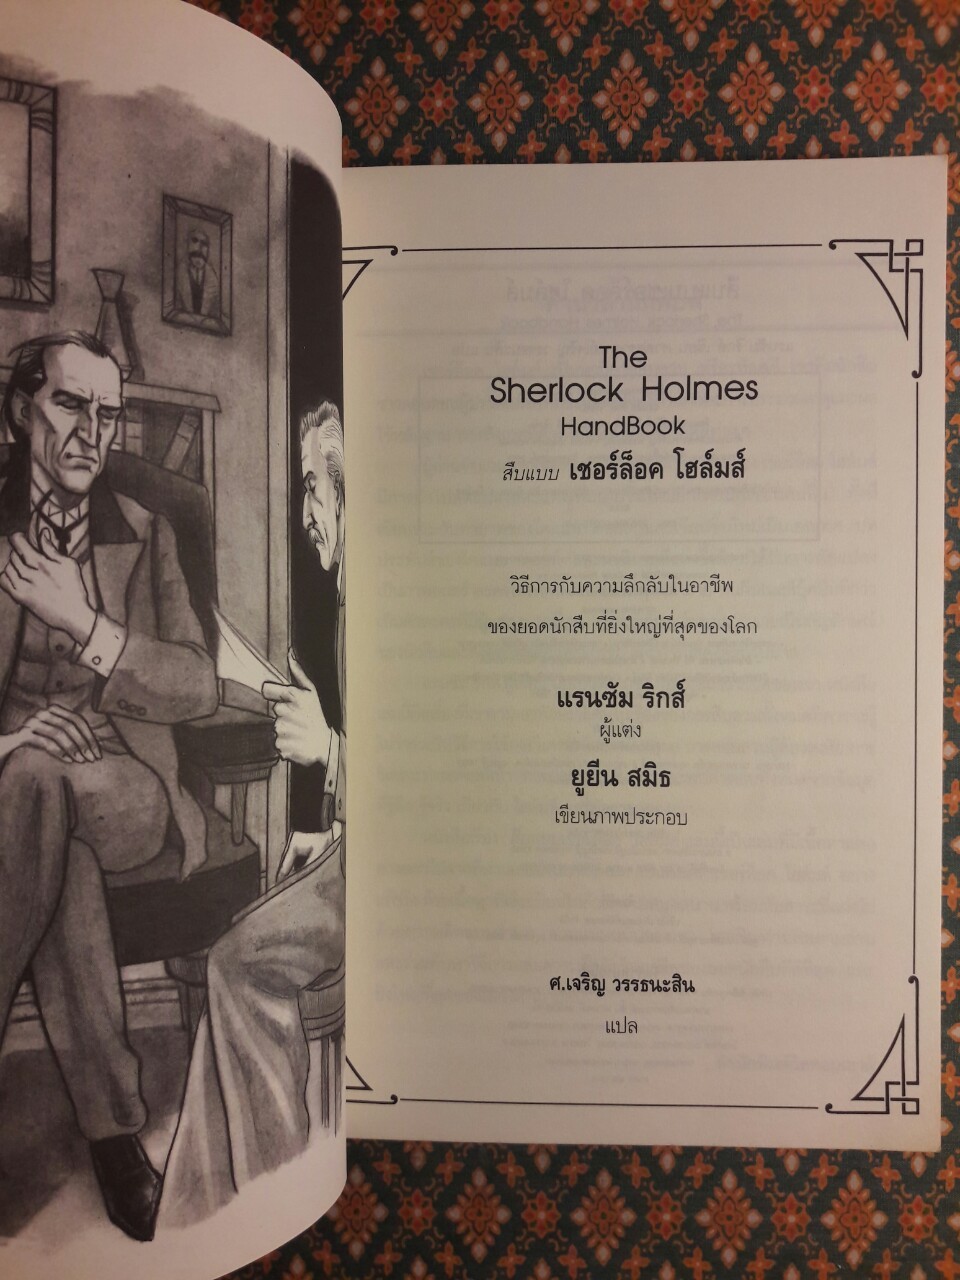 The
Sherlock Holmes
HandBook
สืบแบบ เชอร์ล็อค โฮล์มส์
วิธีการกับความลึกลับในอาชีพ
ของยอดนักสืบที่ยิ่งใหญ่ที่สุดของโลก
แรนซัม ริกส์
ผู้แต่ง
ยูยีน สมิธ
เขียนภาพประกอบ
ศ.เจริญ วรรธนะสิน
แปล